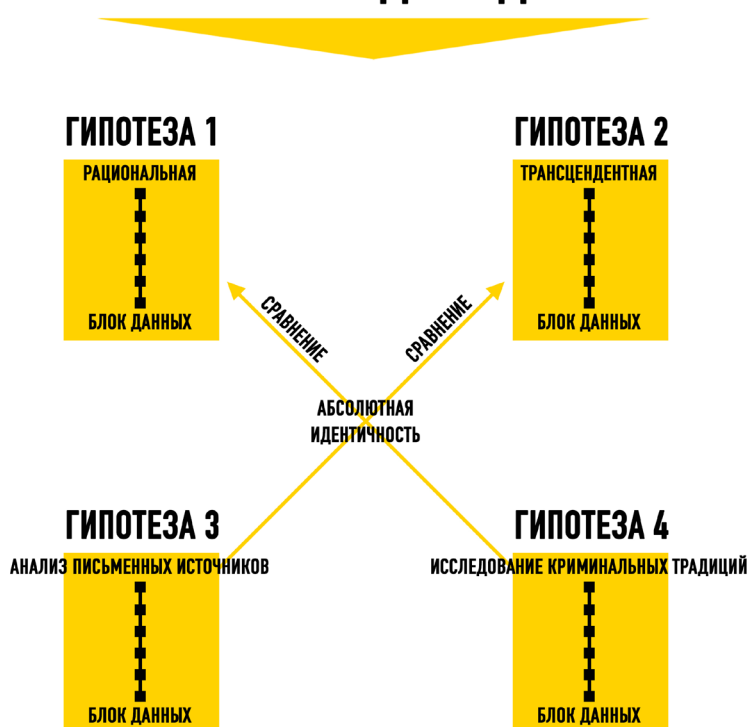 ГИПОТЕЗА 1
ГИПОТЕЗА 2
РАЦИОНАЛЬНАЯ
ТРАНСЦЕНДЕНТНАЯ
БЛОК ДАННЫХ
БЛОК ДАННЫХ
СРАВНЕНИЕ
СРАВНЕНИЕ
АБСОЛЮТНАЯ
ИДЕНТИЧНОСТЬ
ГИПОТЕЗА 3
ГИПОТЕЗА 4
АНАЛИЗ ПИСЬМЕННЫХ ИСТОЧНИКОВ
ИССЛЕДОВАНИЕ КРИМИНАЛЬНЫХ ТРАДИЦИЙ
БЛОК ДАННЫХ
БЛОК ДАННЫХ